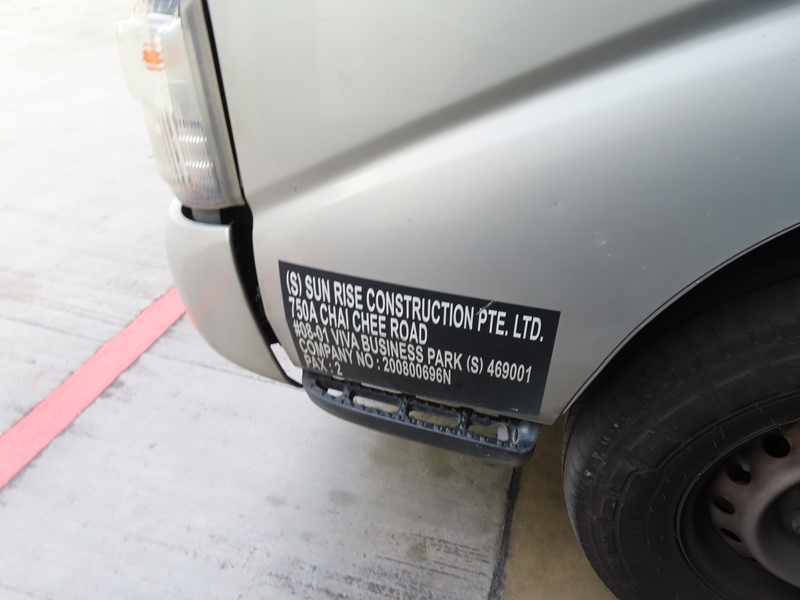 (S) SUN RISE CONSTRUCTION PTE. LTD.
750A CHAI CHEE ROAD
#08-01 VIVA BUSINESS PARK (S) 469001
COMPANY NO : 200800696N
PAX : 2